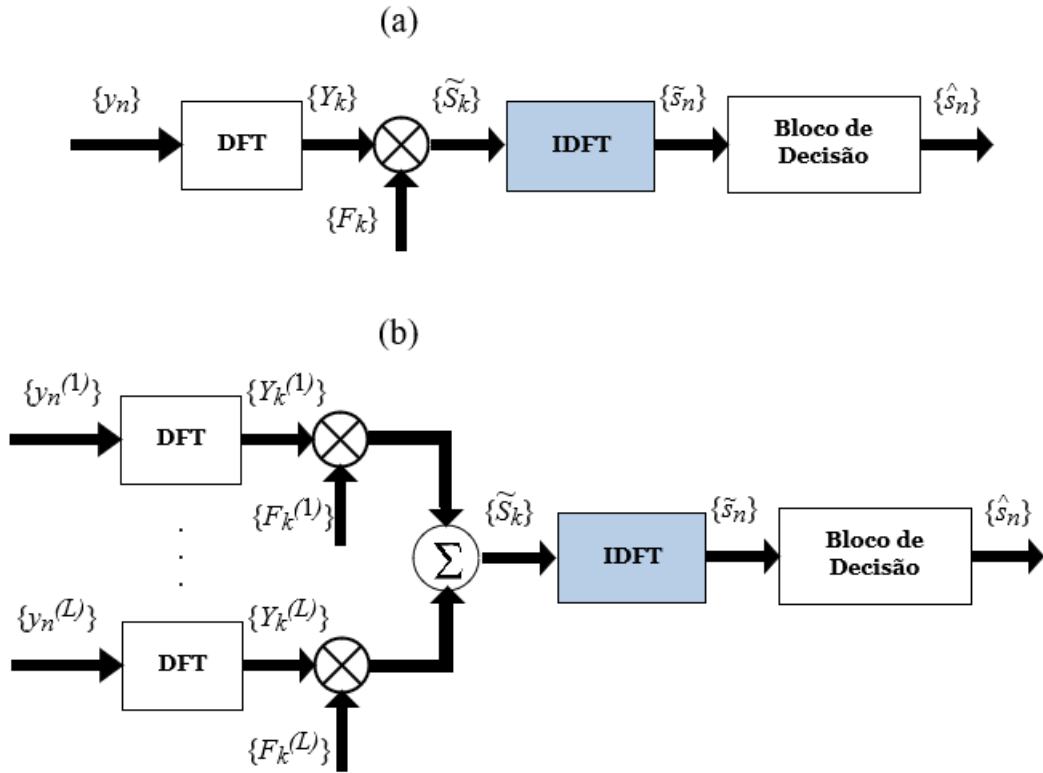 (a)
{yₙ}
DFT
{Yₖ}
{Fₖ}
{S̃ₖ}
IDFT
{s̃ₙ}
Bloco de
Decisão
{ŝₙ}
(b)
{yₙ⁽¹⁾}
DFT
{Yₖ⁽¹⁾}
{Fₖ⁽¹⁾}
. . .
{yₙ⁽ᴸ⁾}
DFT
{Yₖ⁽ᴸ⁾}
{Fₖ⁽ᴸ⁾}
Σ
{S̃ₖ}
IDFT
{s̃ₙ}
Bloco de
Decisão
{ŝₙ}